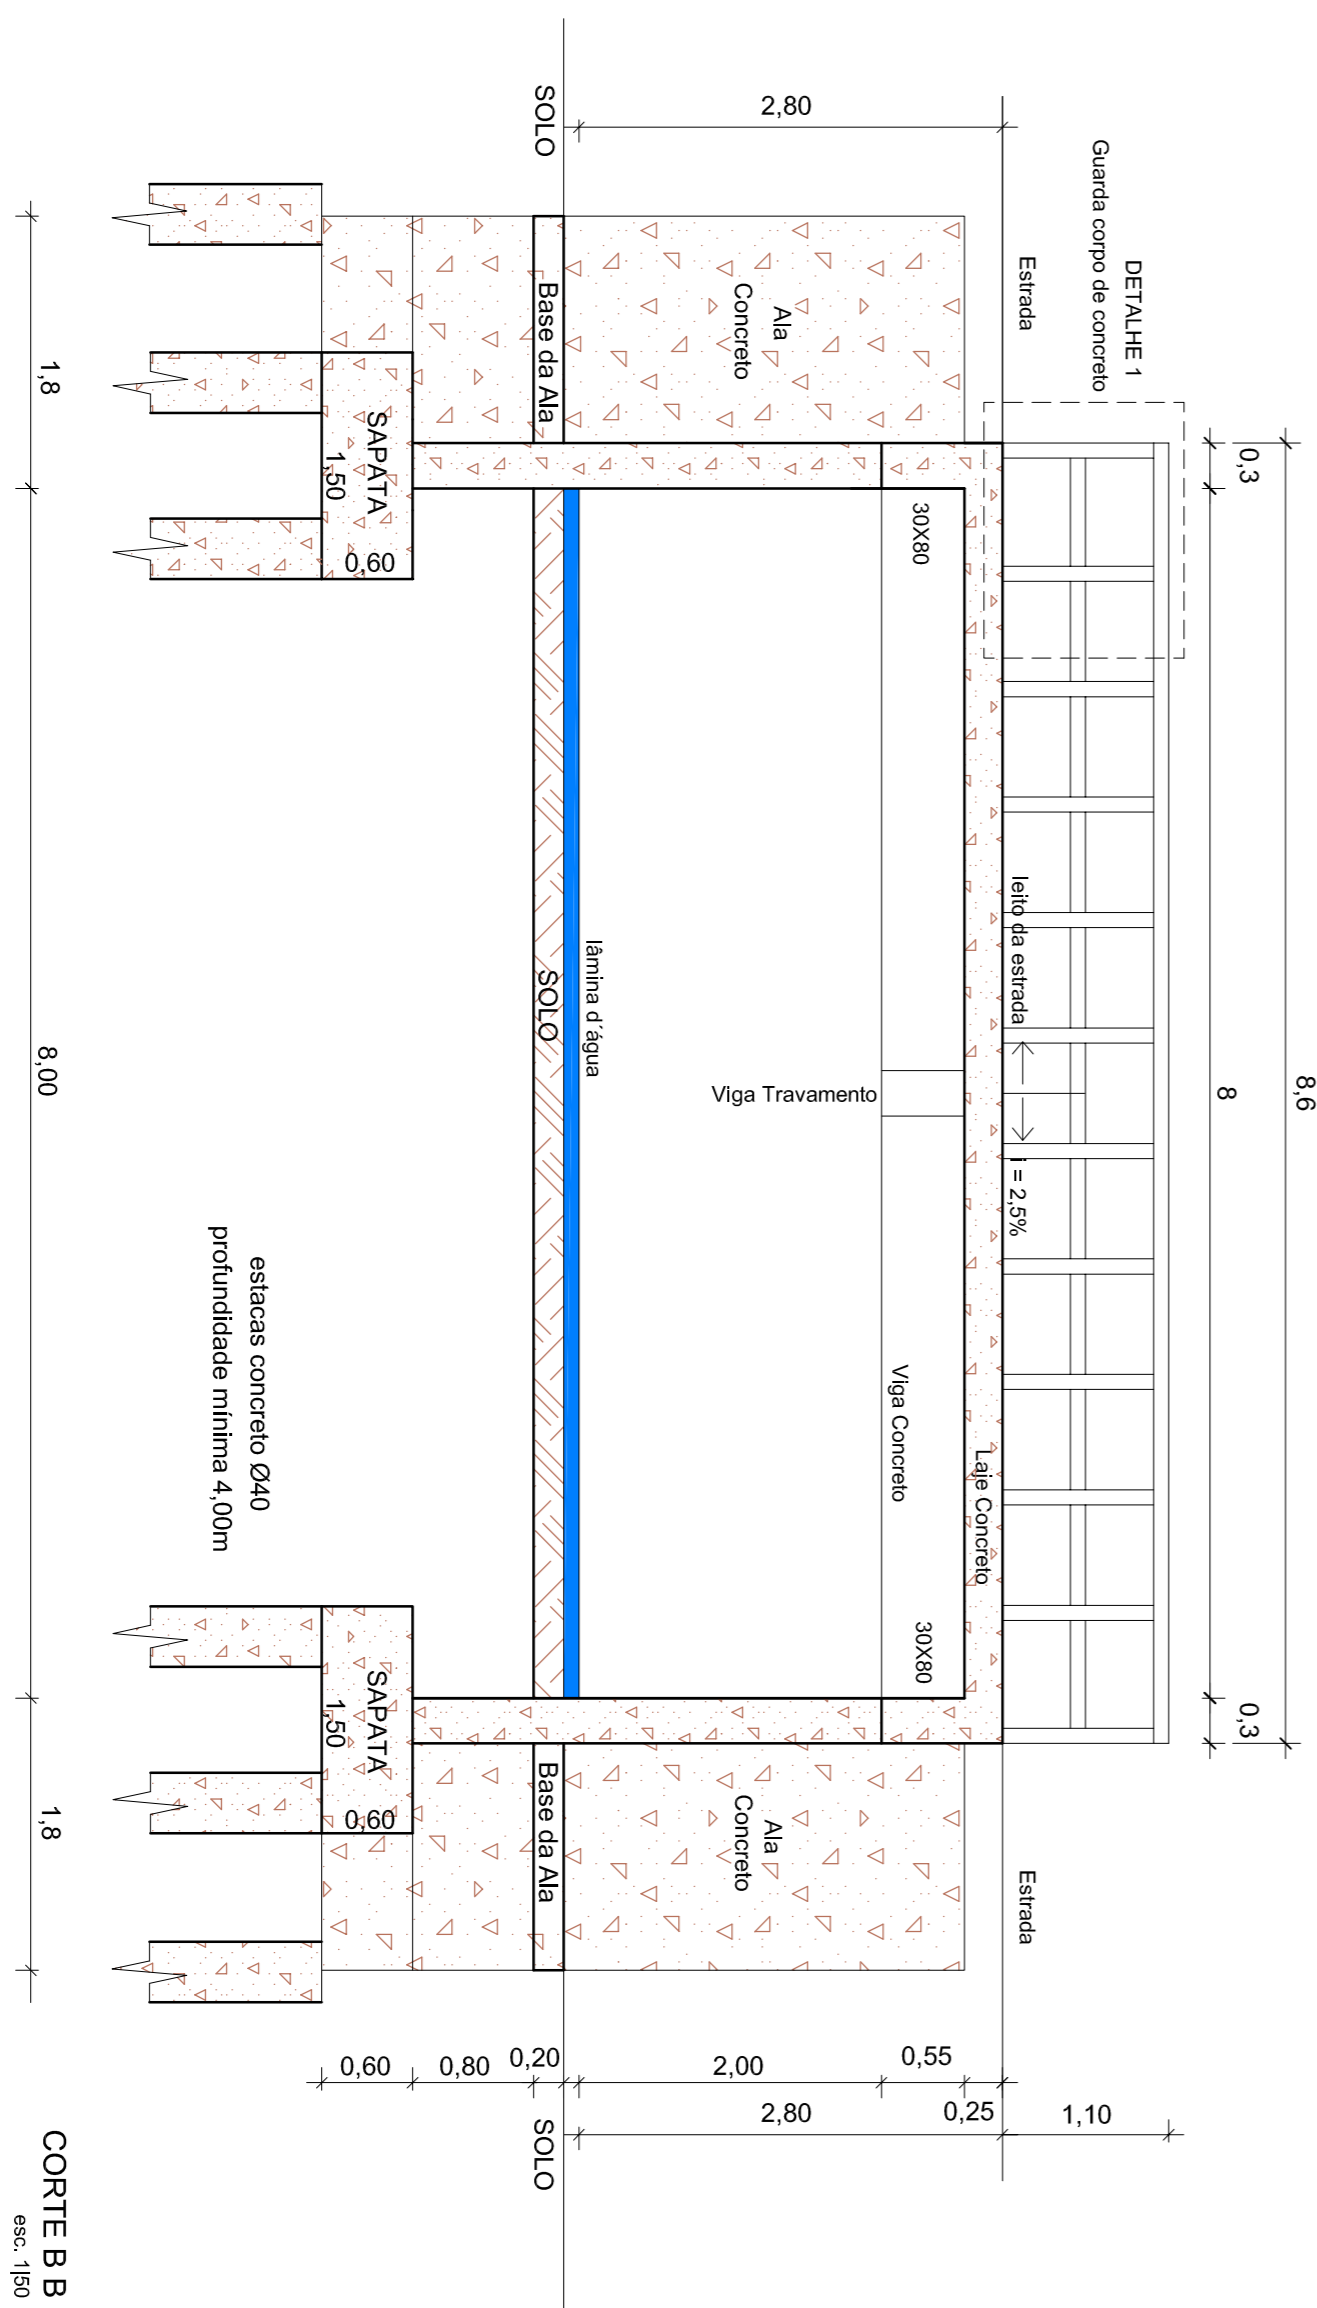 8,6
0,3
8
0,3
DETALHE 1
Guarda corpo de concreto
Estrada
leito da estrada
i = 2,5%
Estrada
1,10
Laje Concreto
0,25
30X80
Viga Concreto
30X80
0,55
2,80
Ala
Concreto
Viga Travamento
Ala
Concreto
2,00
2,80
lâmina d´água
SOLO
Base da Ala
SOLO
Base da Ala
0,20
SOLO
0,80
SAPATA
1,50
0,60
SAPATA
1,50
0,60
0,60
estacas concreto Ø40
profundidade mínima 4,00m
1,8
8,00
1,8
CORTE B B
esc. 1|50